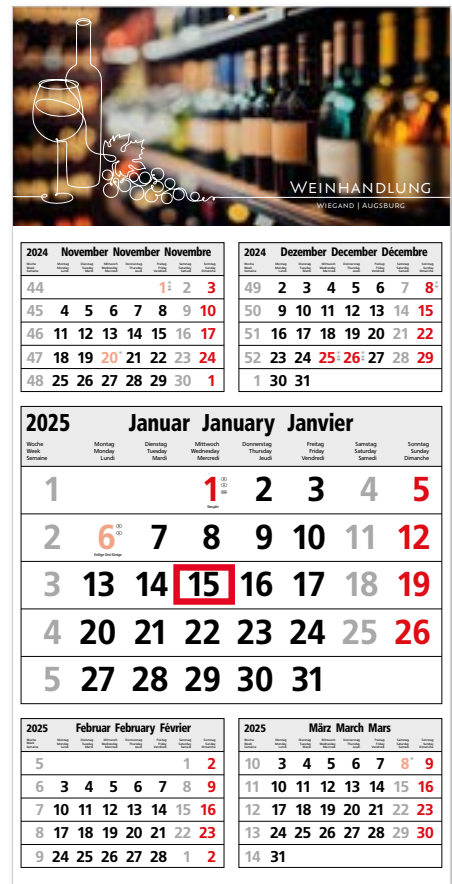 WEINHANDLUNG
WIEGAND | AUGSBURG
2024 November November Novembre
44 1 2 3
45 4 5 6 7 8 9 10
46 11 12 13 14 15 16 17
47 18 19 20 21 22 23 24
48 25 26 27 28 29 30 1
2024 Dezember December Décembre
49 2 3 4 5 6 7 8
50 9 10 11 12 13 14 15
51 16 17 18 19 20 21 22
52 23 24 25 26 27 28 29
1 30 31
2025 Januar January Janvier
Woche Montag Dienstag Mittwoch Donnerstag Freitag Samstag Sonntag
Week Monday Tuesday Wednesday Thursday Friday Saturday Sunday
Semaine Lundi Mardi Mercredi Jeudi Vendredi Samedi Dimanche
1 1 2 3 4 5
Neujahr
2 6 7 8 9 10 11 12
Heilige Drei Könige
3 13 14 15 16 17 18 19
4 20 21 22 23 24 25 26
5 27 28 29 30 31
2025 Februar February Février
5 1 2
6 3 4 5 6 7 8 9
7 10 11 12 13 14 15 16
8 17 18 19 20 21 22 23
9 24 25 26 27 28 1 2
2025 März March Mars
10 3 4 5 6 7 8 9
11 10 11 12 13 14 15 16
12 17 18 19 20 21 22 23
13 24 25 26 27 28 29 30
14 31